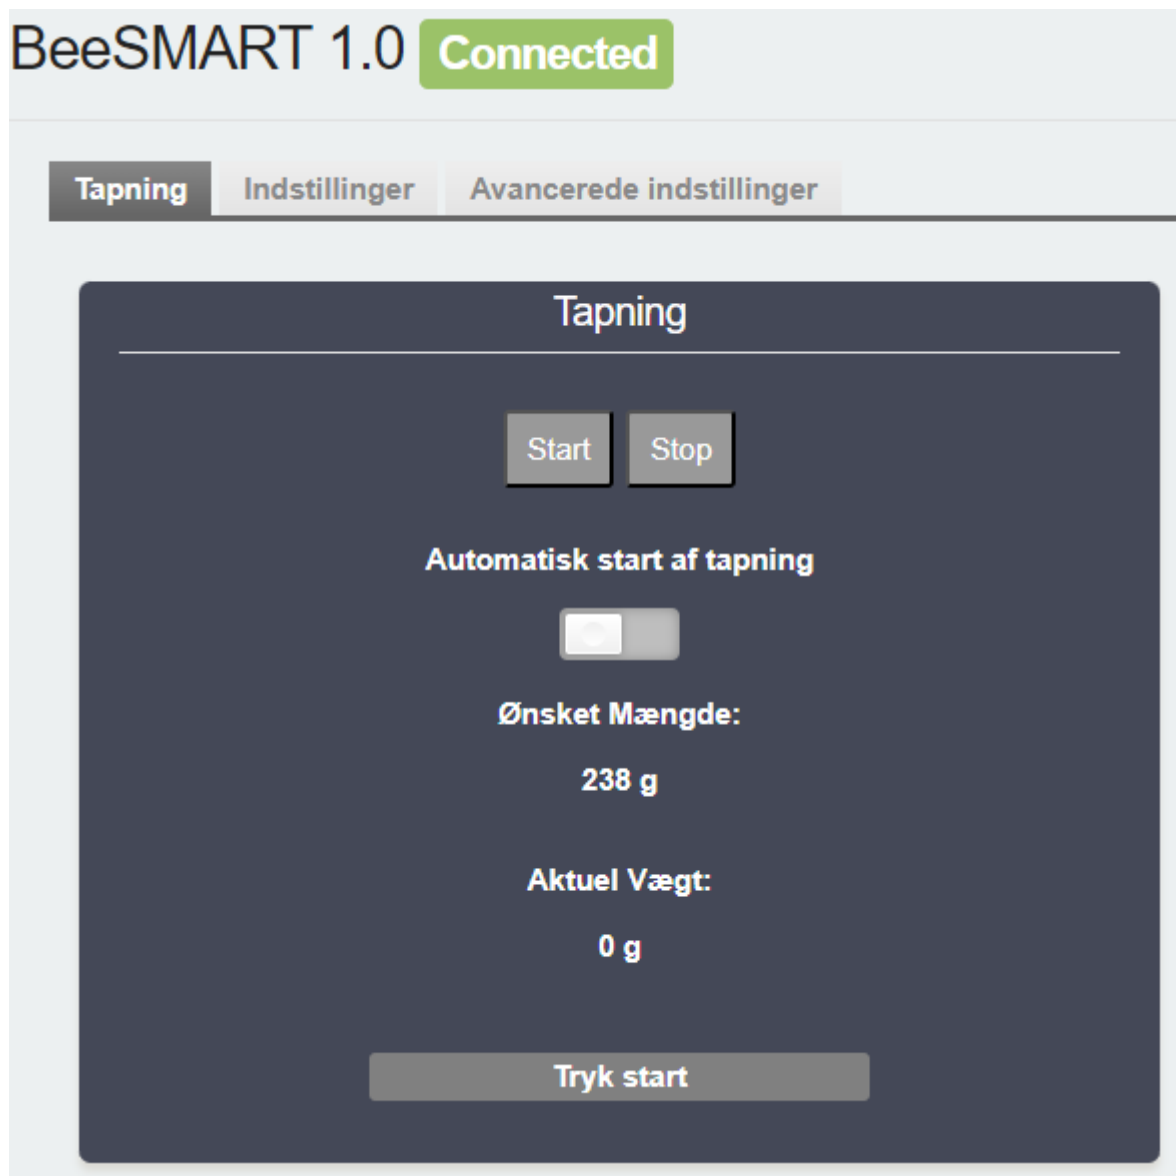 BeeSMART 1.0 Connected
Tapning Indstillinger Avancerede indstillinger
Tapning
Start Stop
Automatisk start af tapning
Ønsket Mængde:
238 g
Aktuel Vægt:
0 g
Tryk start